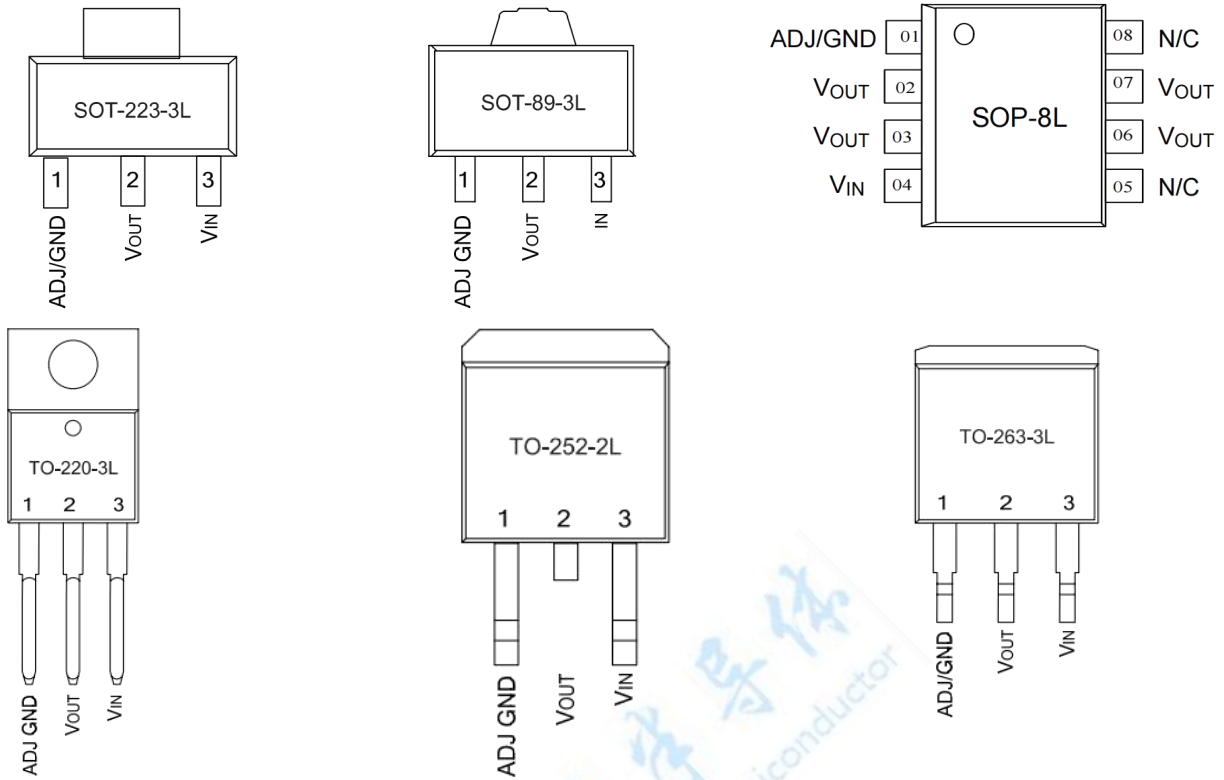 SOT-223-3L
1 2 3
ADJ/GND
VOUT
VIN
SOT-89-3L
1 2 3
ADJ GND
VOUT
IN
SOP-8L
ADJ/GND 01
VOUT 02
VOUT 03
VIN 04
08 N/C
07 VOUT
06 VOUT
05 N/C
TO-220-3L
1 2 3
ADJ GND
VOUT
VIN
TO-252-2L
1 2 3
ADJ GND
VOUT
VIN
TO-263-3L
1 2 3
ADJ/GND
VOUT
VIN